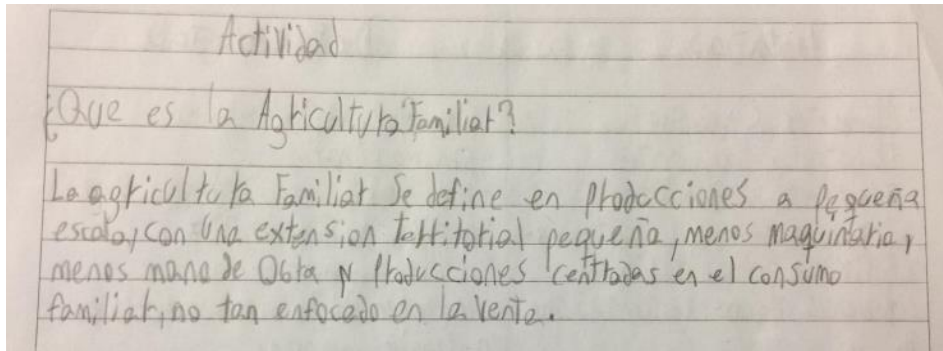 Actividad
¿Que es la Agricultura Familiar?
La agricultura Familiar Se define en Producciones a Pequeña
escala, con Una extension territorial pequeña, menos maquinaria,
menos mano de Obra y Producciones centradas en el consumo
familiar, no tan enfocado en la venta.